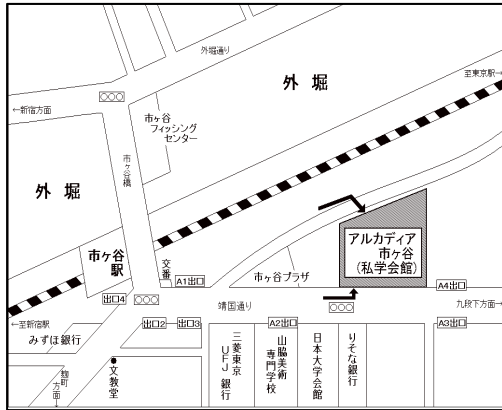 外堀通り
外 堀
至東京駅→
←新宿方面
市ヶ谷
フィッシング
センター
市ヶ谷橋
外 堀
アルカディア
市ヶ谷
(私学会館)
市ヶ谷
駅
交番
A1出口
市ヶ谷プラザ
A4出口
出口4
靖国通り
九段下方面→
←至新宿駅
出口2
出口3
A2出口
A3出口
みずほ銀行
麹町方面→
文教堂
三菱東京
UFJ銀行
山脇美術
専門学校
日本大学会館
りそな銀行